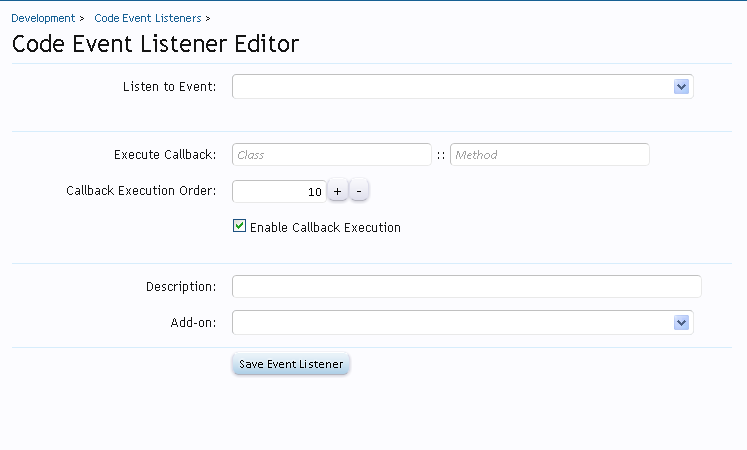 Development > Code Event Listeners >
Code Event Listener Editor
Listen to Event:
Execute Callback: Class :: Method
Callback Execution Order: 10 + -
Enable Callback Execution
Description:
Add-on:
Save Event Listener